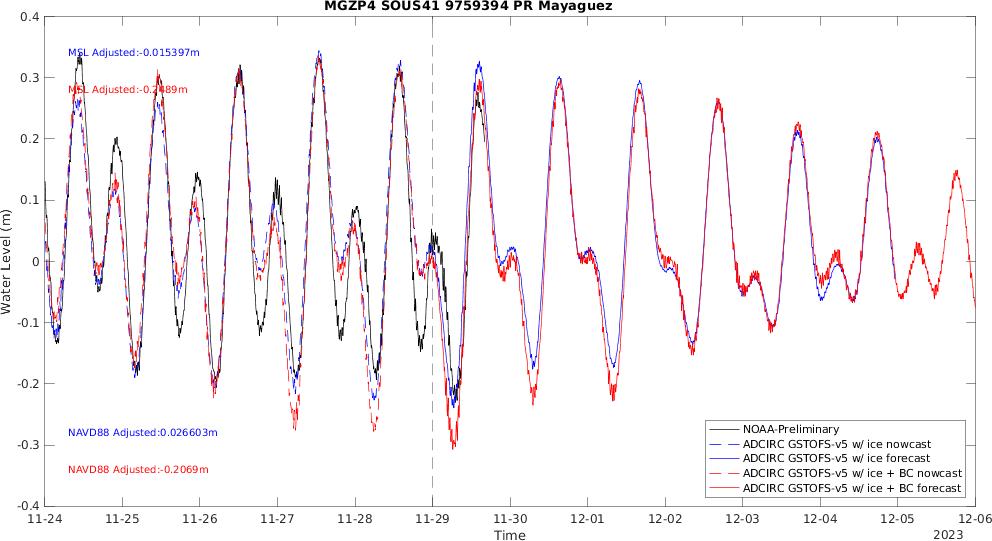 MGZP4 SOUS41 9759394 PR Mayaguez
0.4
0.3
0.2
0.1
0
-0.1
-0.2
-0.3
-0.4
Water Level (m)
MSL Adjusted:-0.015397m
MSL Adjusted:-0.2489m
NAVD88 Adjusted:0.026603m
NAVD88 Adjusted:-0.2069m
NOAA-Preliminary
ADCIRC GSTOFS-v5 w/ ice nowcast
ADCIRC GSTOFS-v5 w/ ice forecast
ADCIRC GSTOFS-v5 w/ ice + BC nowcast
ADCIRC GSTOFS-v5 w/ ice + BC forecast
11-24 11-25 11-26 11-27 11-28 11-29 11-30 12-01 12-02 12-03 12-04 12-05 12-06
Time
2023